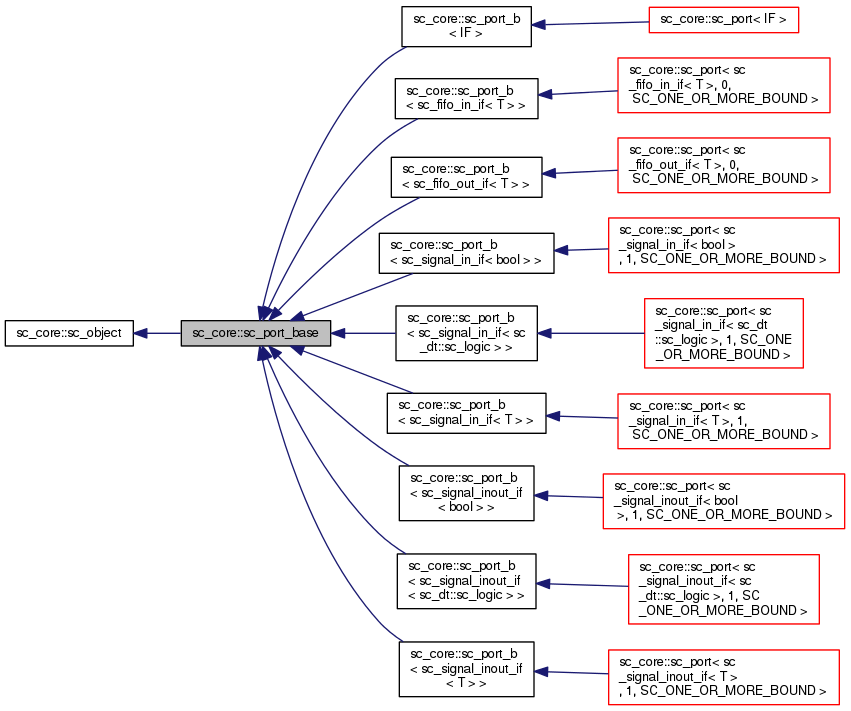 sc_core::sc_port_b
< IF >
sc_core::sc_port< IF >
sc_core::sc_port_b
< sc_fifo_in_if< T > >
sc_core::sc_port< sc
_fifo_in_if< T >, 0,
SC_ONE_OR_MORE_BOUND >
sc_core::sc_port_b
< sc_fifo_out_if< T > >
sc_core::sc_port< sc
_fifo_out_if< T >, 0,
SC_ONE_OR_MORE_BOUND >
sc_core::sc_port_b
< sc_signal_in_if< bool > >
sc_core::sc_port< sc
_signal_in_if< bool >
, 1, SC_ONE_OR_MORE_BOUND >
sc_core::sc_object
sc_core::sc_port_base
sc_core::sc_port_b
< sc_signal_in_if< sc
_dt::sc_logic > >
sc_core::sc_port< sc
_signal_in_if< sc_dt
::sc_logic >, 1, SC_ONE
_OR_MORE_BOUND >
sc_core::sc_port_b
< sc_signal_in_if< T > >
sc_core::sc_port< sc
_signal_in_if< T >, 1,
SC_ONE_OR_MORE_BOUND >
sc_core::sc_port_b
< sc_signal_inout_if
< bool > >
sc_core::sc_port< sc
_signal_inout_if< bool
>, 1, SC_ONE_OR_MORE_BOUND >
sc_core::sc_port_b
< sc_signal_inout_if
< sc_dt::sc_logic > >
sc_core::sc_port< sc
_signal_inout_if< sc
_dt::sc_logic >, 1, SC
_ONE_OR_MORE_BOUND >
sc_core::sc_port_b
< sc_signal_inout_if
< T > >
sc_core::sc_port< sc
_signal_inout_if< T >
, 1, SC_ONE_OR_MORE_BOUND >